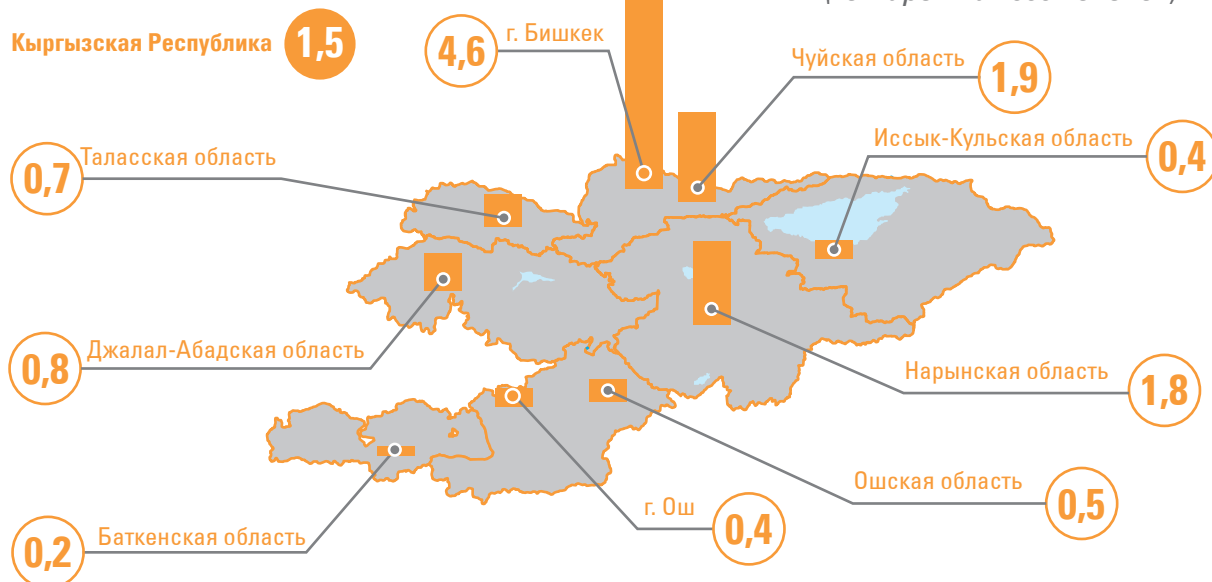 Кыргызская Республика 1,5
4,6 г. Бишкек
Чуйская область 1,9
Иссык-Кульская область 0,4
0,7 Таласская область
0,8 Джалал-Абадская область
Нарынская область 1,8
Ошская область 0,5
г. Ош 0,4
0,2 Баткенская область